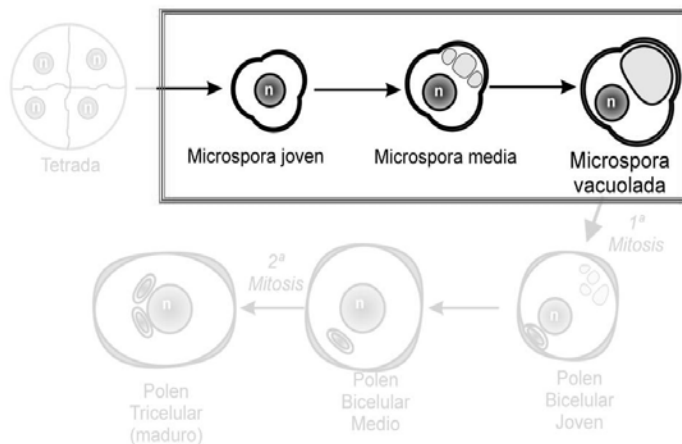 n
n
n
n
Tetrada
n
Microspora joven
n
Microspora media
n
Microspora
vacuolada
1ª
Mitosis
n
Polen
Bicelular
Joven
n
Polen
Bicelular
Medio
2ª
Mitosis
n
Polen
Tricelular
(maduro)